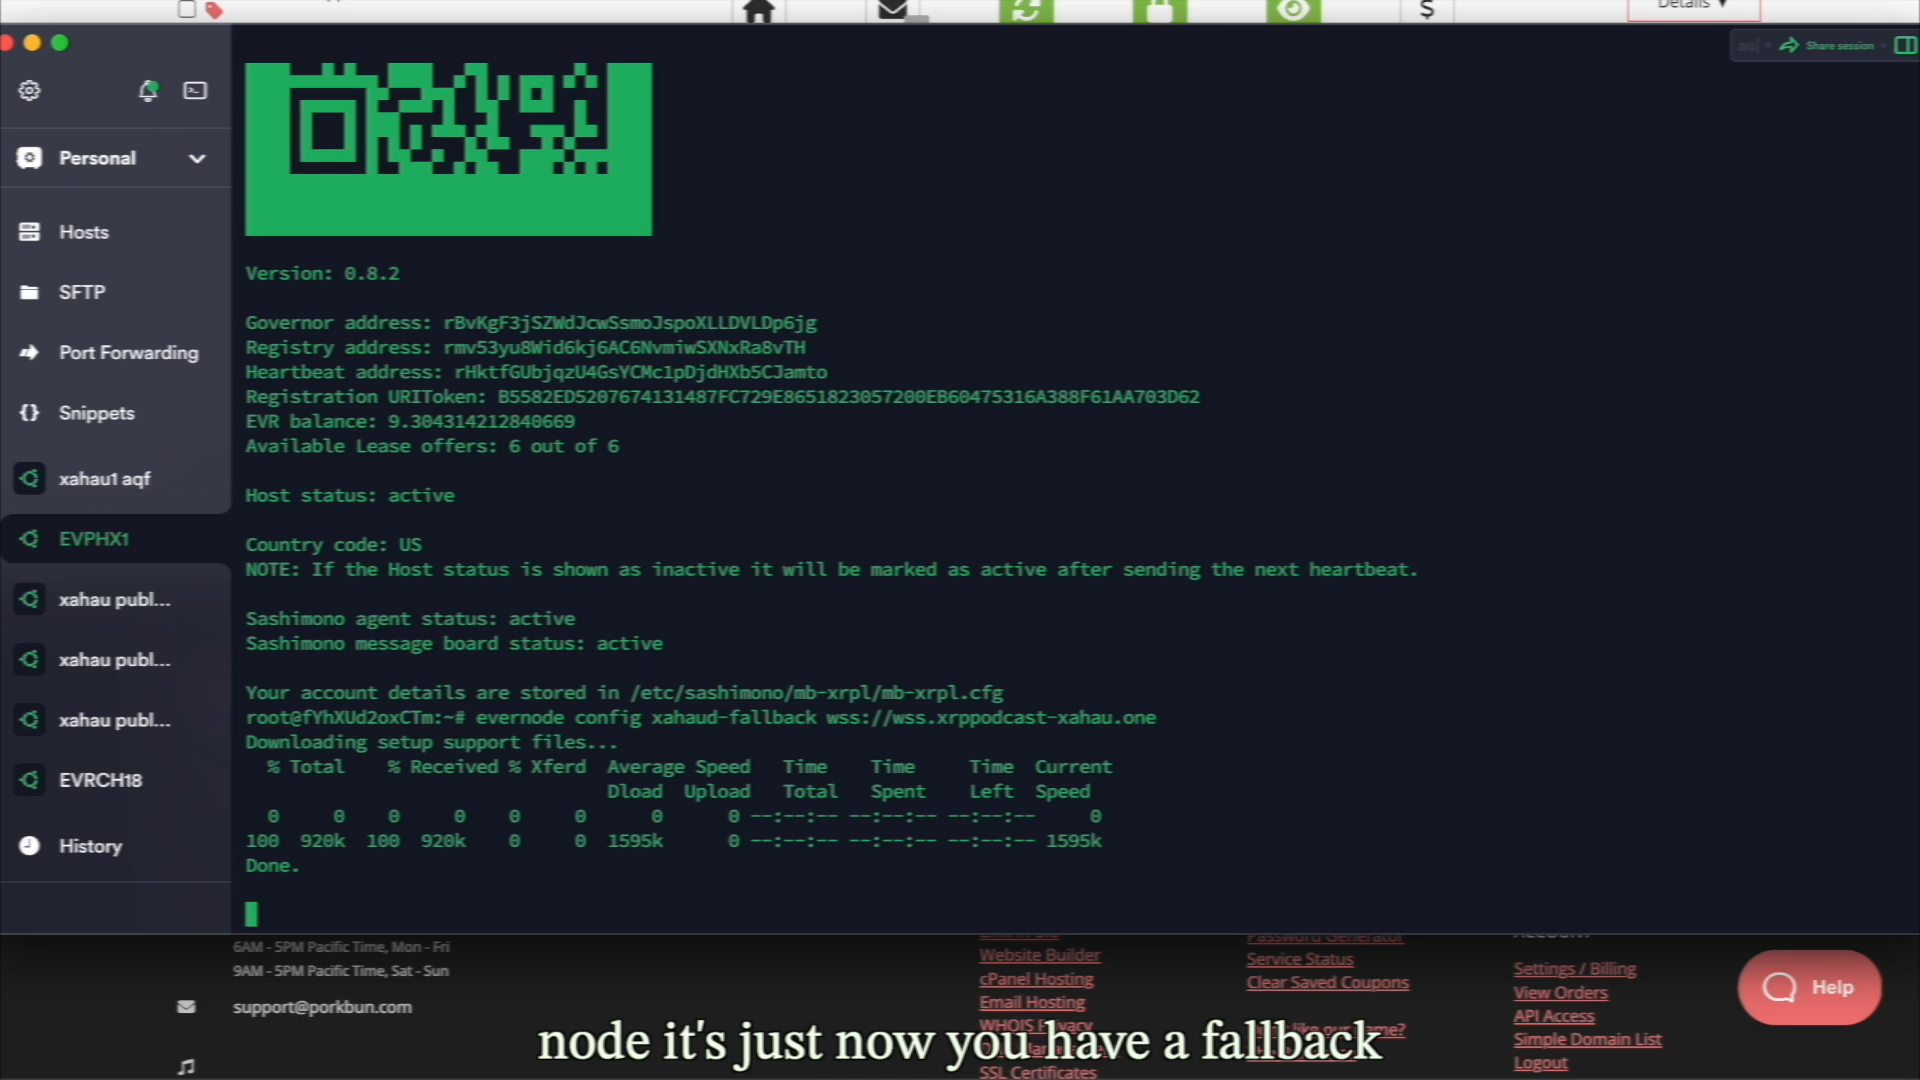 Details ▼
$
Share session
Personal
Hosts
SFTP
Port Forwarding
Snippets
xahau1 aqf
EVPHX1
xahau publ...
xahau publ...
xahau publ...
EVRCH18
History
Version: 0.8.2
Governor address: rBvKgF3jSZWdJcwSsmoJspoXLLDVLDp6jg
Registry address: rmv53yu8Wid6kj6AC6NvmiwSXNxRa8vTH
Heartbeat address: rHktfGUbjqzU4GsYCMc1pDjdHXb5CJamto
Registration URIToken: B5582ED5207674131487FC729E8651823057200EB60475316A388F61AA703D62
EVR balance: 9.304314212840669
Available Lease offers: 6 out of 6
Host status: active
Country code: US
NOTE: If the Host status is shown as inactive it will be marked as active after sending the next heartbeat.
Sashimono agent status: active
Sashimono message board status: active
Your account details are stored in /etc/sashimono/mb-xrpl/mb-xrpl.cfg
root@fYhXUd2oxCTm:~# evernode config xahaud-fallback wss://wss.xrppodcast-xahau.one
Downloading setup support files...
% Total % Received % Xferd Average Speed Time Time Time Current
Dload Upload Total Spent Left Speed
0 0 0 0 0 0 0 0 --:--:-- --:--:-- --:--:-- 0
100 920k 100 920k 0 0 1595k 0 --:--:-- --:--:-- --:--:-- 1595k
Done.
6AM - 5PM Pacific Time, Mon - Fri
9AM - 5PM Pacific Time, Sat - Sun
support@porkbun.com
Website Builder
cPanel Hosting
Email Hosting
WHOIS Privacy
SSL Certificates
Password Generator
Service Status
Clear Saved Coupons
ACCOUNT
Settings / Billing
View Orders
API Access
Simple Domain List
Logout
Help
node it's just now you have a fallback